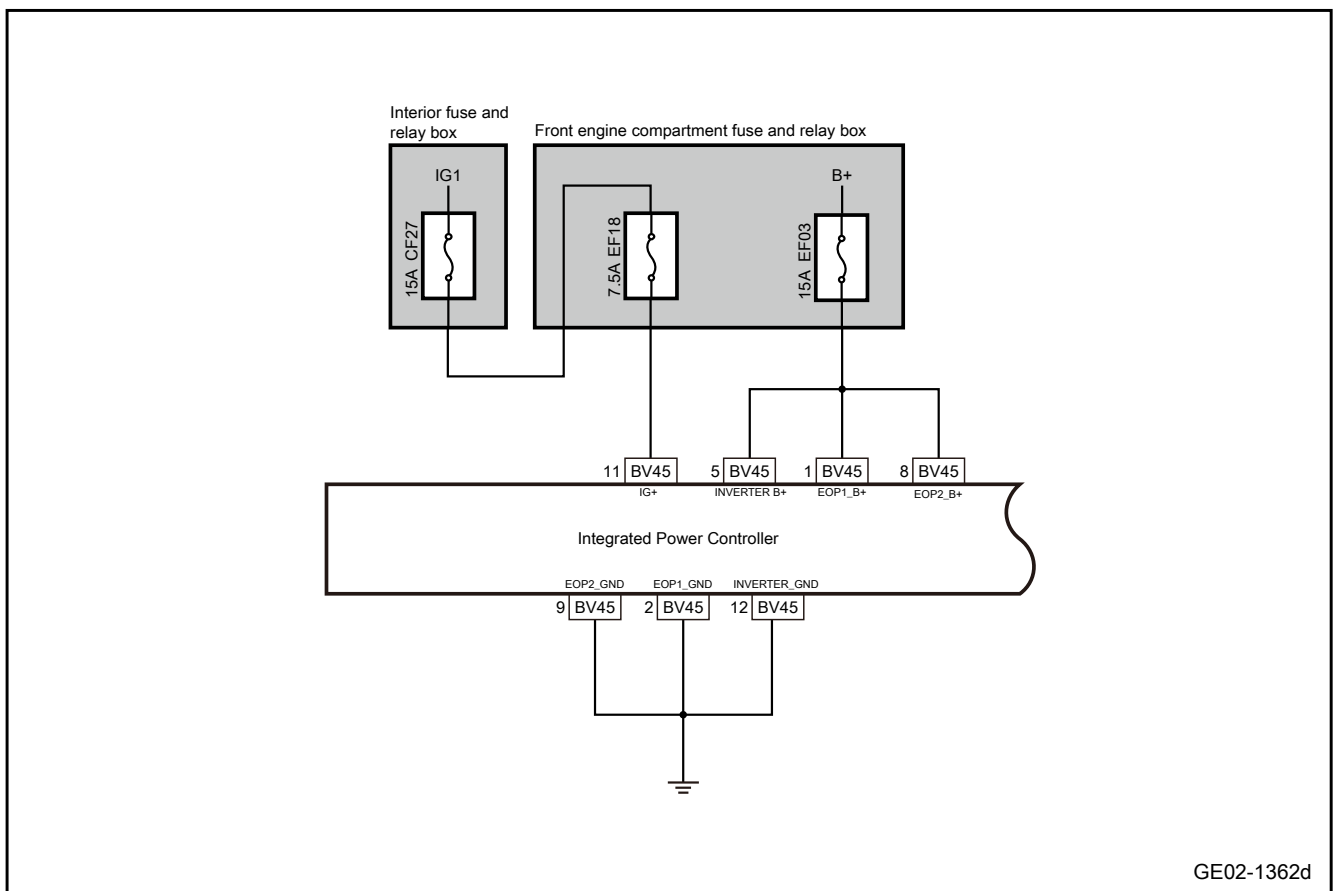 Interior fuse and
relay box
Front engine compartment fuse and relay box
IG1
B+
15A CF27
7.5A EF18
15A EF03
11 BV45
5 BV45
1 BV45
8 BV45
IG+
INVERTER B+
EOP1_B+
EOP2_B+
Integrated Power Controller
EOP2_GND
EOP1_GND
INVERTER_GND
9 BV45
2 BV45
12 BV45
GE02-1362d